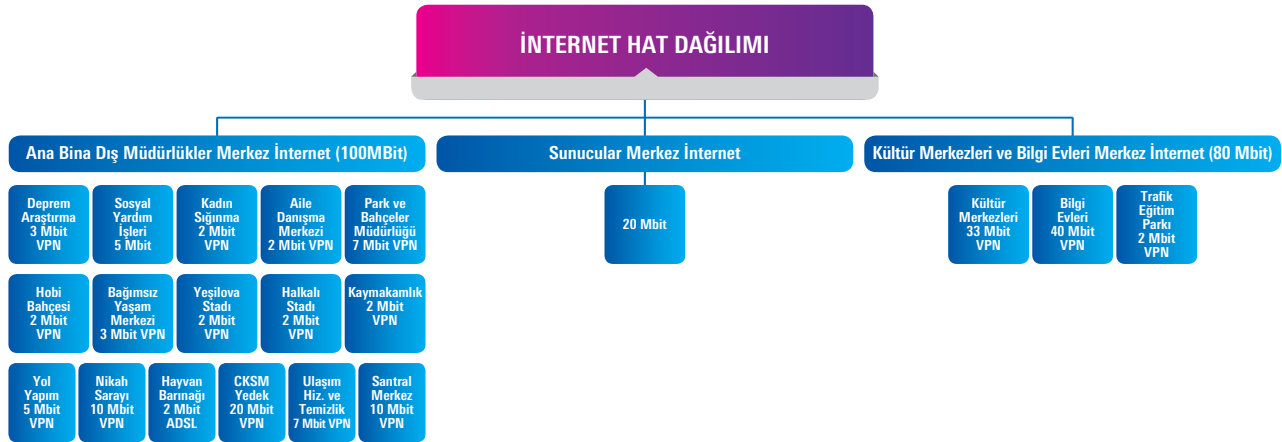 İNTERNET HAT DAĞILIMI
Ana Bina Dış Müdürlükler Merkez İnternet (100MBit)
Sunucular Merkez İnternet
Kültür Merkezleri ve Bilgi Evleri Merkez İnternet (80 Mbit)
Deprem
Araştırma
3 Mbit
VPN
Sosyal
Yardım
İşleri
5 Mbit
Kadın
Sığınma
2 Mbit
VPN
Aile
Danışma
Merkezi
2 Mbit VPN
Park ve
Bahçeler
Müdürlüğü
7 Mbit VPN
20 Mbit
Kültür
Merkezleri
33 Mbit
VPN
Bilgi
Evleri
40 Mbit
VPN
Trafik
Eğitim
Parkı
2 Mbit
VPN
Hobi
Bahçesi
2 Mbit
VPN
Bağımsız
Yaşam
Merkezi
3 Mbit VPN
Yeşilova
Stadı
2 Mbit
VPN
Halkalı
Stadı
2 Mbit
VPN
Kaymakamlık
2 Mbit
VPN
Yol
Yapım
5 Mbit
VPN
Nikah
Sarayı
10 Mbit
VPN
Hayvan
Barınağı
2 Mbit
ADSL
CKSM
Yedek
20 Mbit
VPN
Ulaşım
Hiz. ve
Temizlik
7 Mbit VPN
Santral
Merkez
10 Mbit
VPN